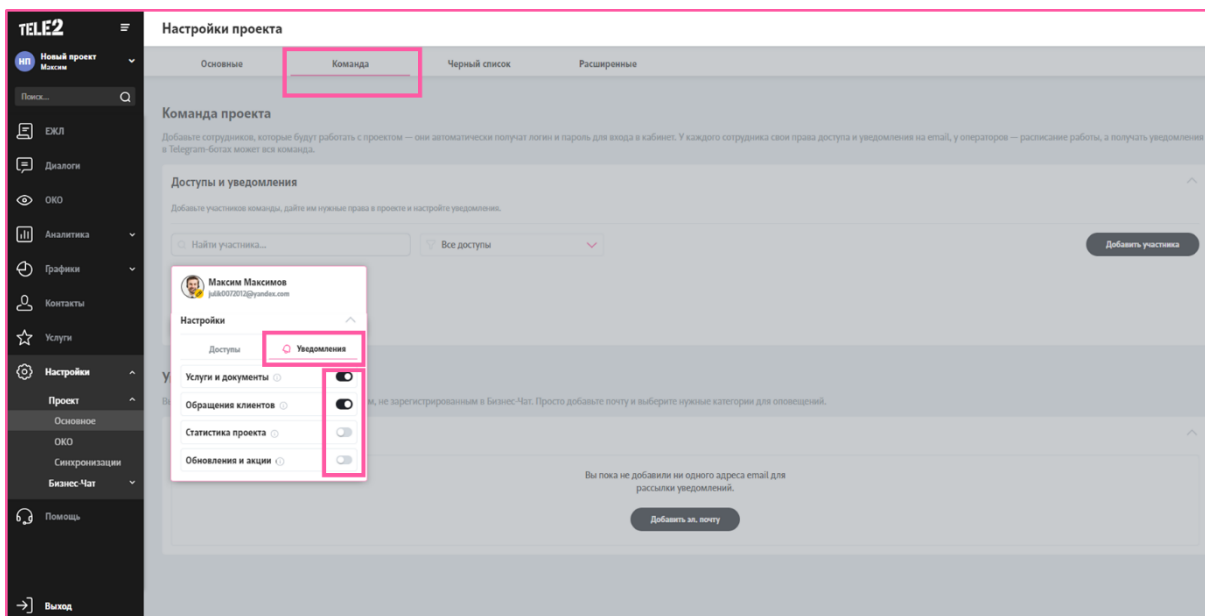 TELE2
Настройки проекта
НП
Новый проект
Максим
Основные
Команда
Черный список
Расширенные
Поиск...
Команда проекта
ЕЖЛ
Добавьте сотрудников, которые будут работать с проектом — они автоматически получат логин и пароль для входа в кабинет. У каждого сотрудника свои права доступа и уведомления на email, у операторов — расписание работы, а получать уведомления
в Telegram-ботах может вся команда.
Диалоги
Доступы и уведомления
ОКО
Добавьте участников команды, дайте им нужные права в проекте и настройте уведомления.
Аналитика
Найти участника...
Все доступы
Добавить участника
Графики
Максим Максимов
julik0072012@yandex.com
Контакты
Настройки
Услуги
Доступы
Уведомления
Настройки
У
Услуги и документы
Проект
Обращения клиентов
м, не зарегистрированным в Бизнес-Чат. Просто добавьте почту и выберите нужные категории для оповещений.
Основное
Статистика проекта
ОКО
Синхронизации
Обновления и акции
Бизнес-Чат
Вы пока не добавили ни одного адреса email для
рассылки уведомлений.
Помощь
Добавить эл. почту
Выход